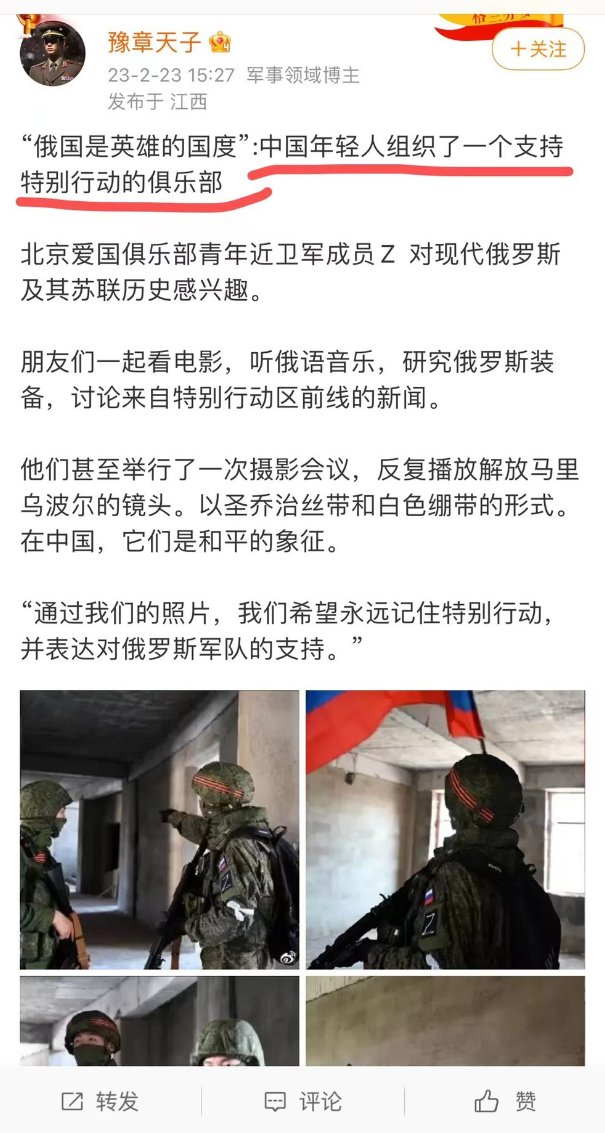 豫章天子
+关注
23-2-23 15:27 军事领域博主
发布于 江西
“俄国是英雄的国度”:中国年轻人组织了一个支持
特别行动的俱乐部
北京爱国俱乐部青年近卫军成员Z 对现代俄罗斯
及其苏联历史感兴趣。
朋友们一起看电影，听俄语音乐，研究俄罗斯装
备，讨论来自特别行动区前线的新闻。
他们甚至举行了一次摄影会议，反复播放解放马里
乌波尔的镜头。以圣乔治丝带和白色绷带的形式。
在中国，它们是和平的象征。
“通过我们的照片，我们希望永远记住特别行动，
并表达对俄罗斯军队的支持。”
Z
转发
评论
赞